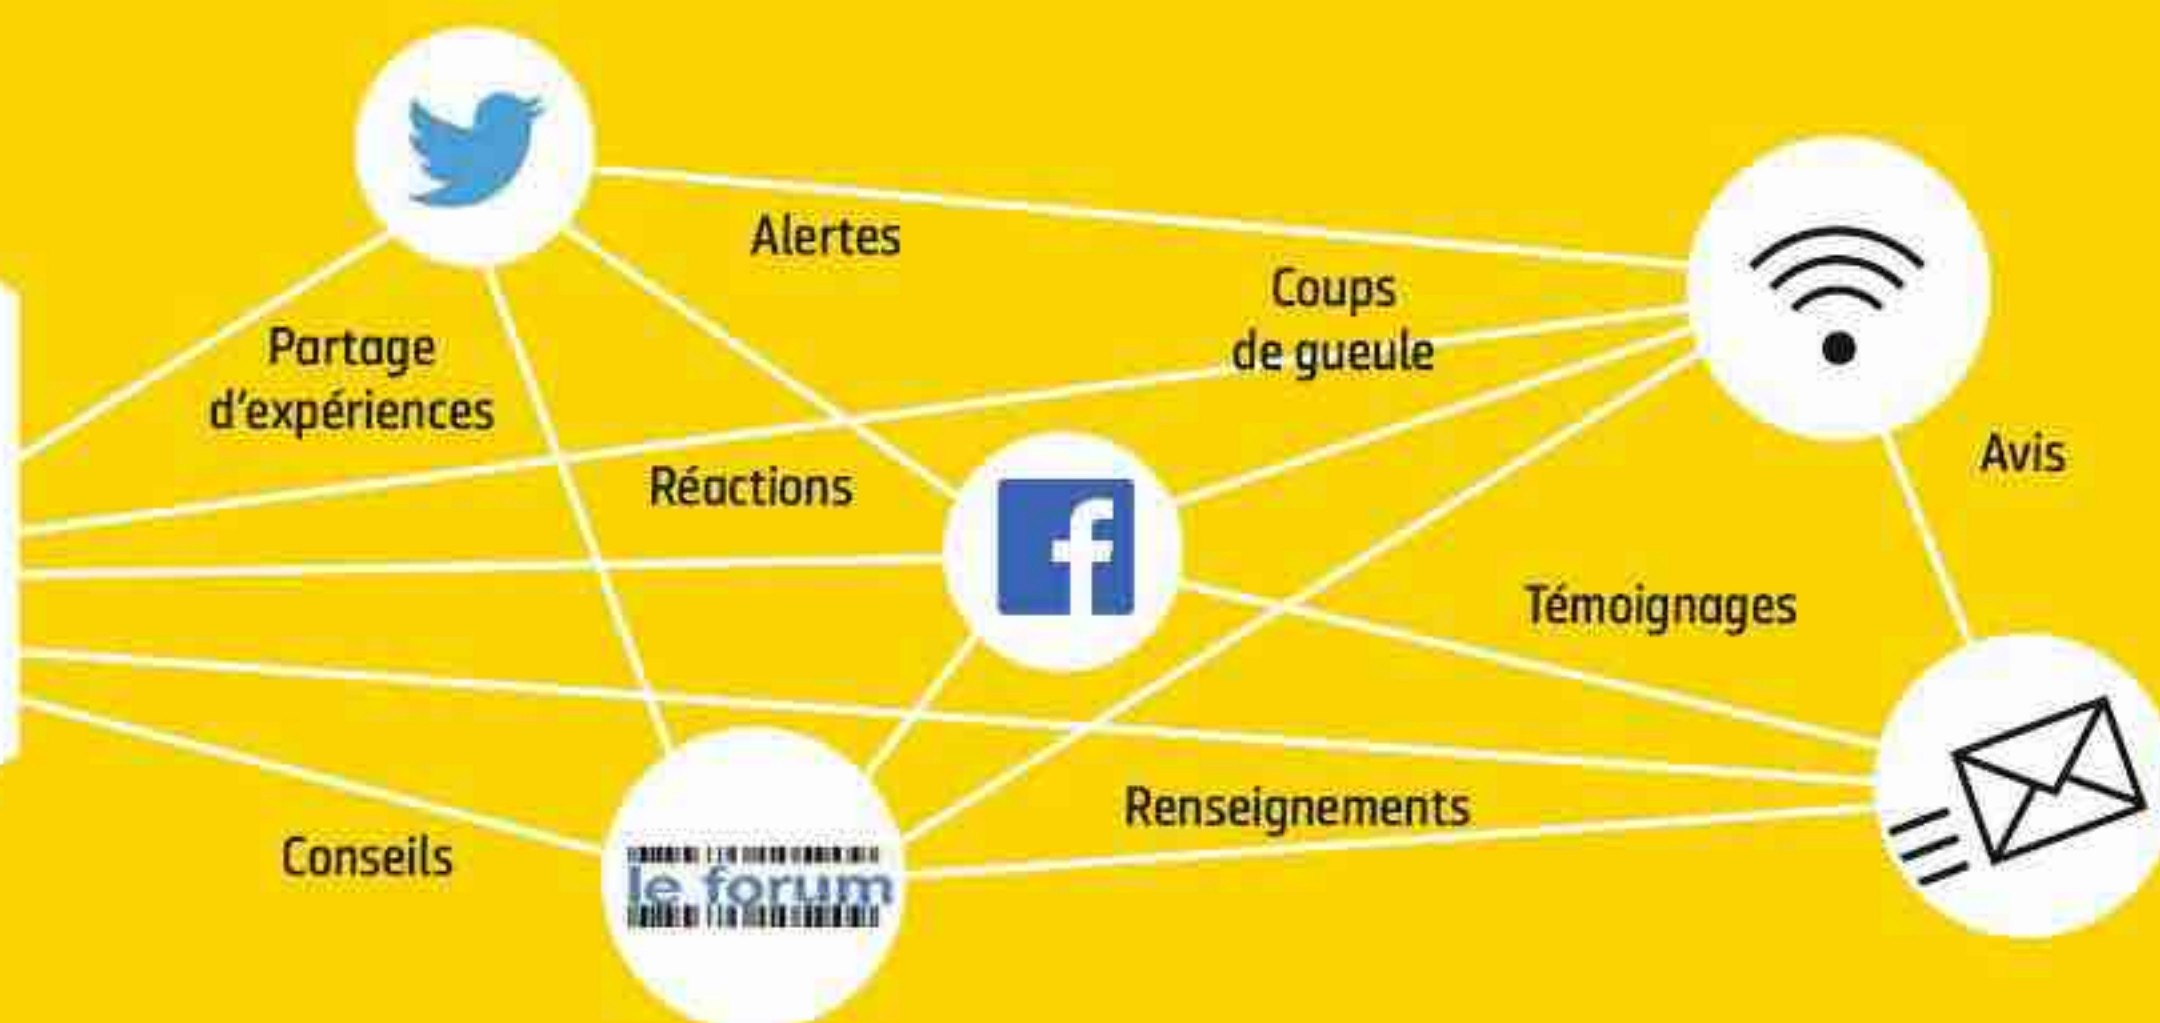 Alertes
Coups
de gueule
Partage
d'expériences
Avis
Réactions
f
Témoignages
Renseignements
Conseils
le forum